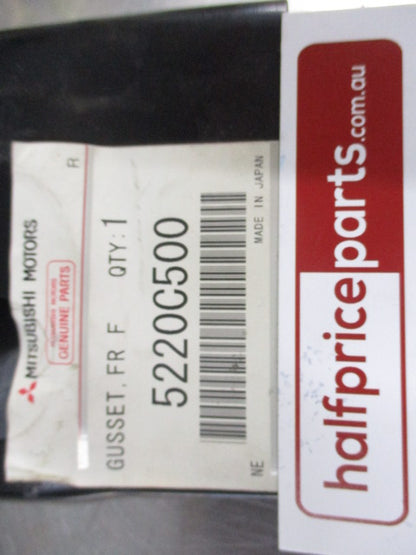 MITSUBISHI MOTORS
GENUINE PARTS
R
GUSSET, FR F QTY:1
5220C500
NE
MADE IN JAPAN
halfpriceparts.com.au